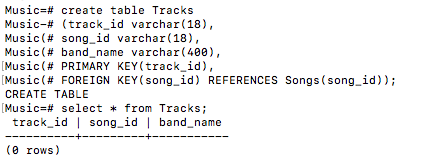 Music=# create table Tracks
Music-# (track_id varchar(18),
Music(# song_id varchar(18),
Music(# band_name varchar(400),
[Music(# PRIMARY KEY(track_id),
[Music(# FOREIGN KEY(song_id) REFERENCES Songs(song_id));
CREATE TABLE
[Music=# select * from Tracks;
 track_id | song_id | band_name
----------+---------+-----------
(0 rows)